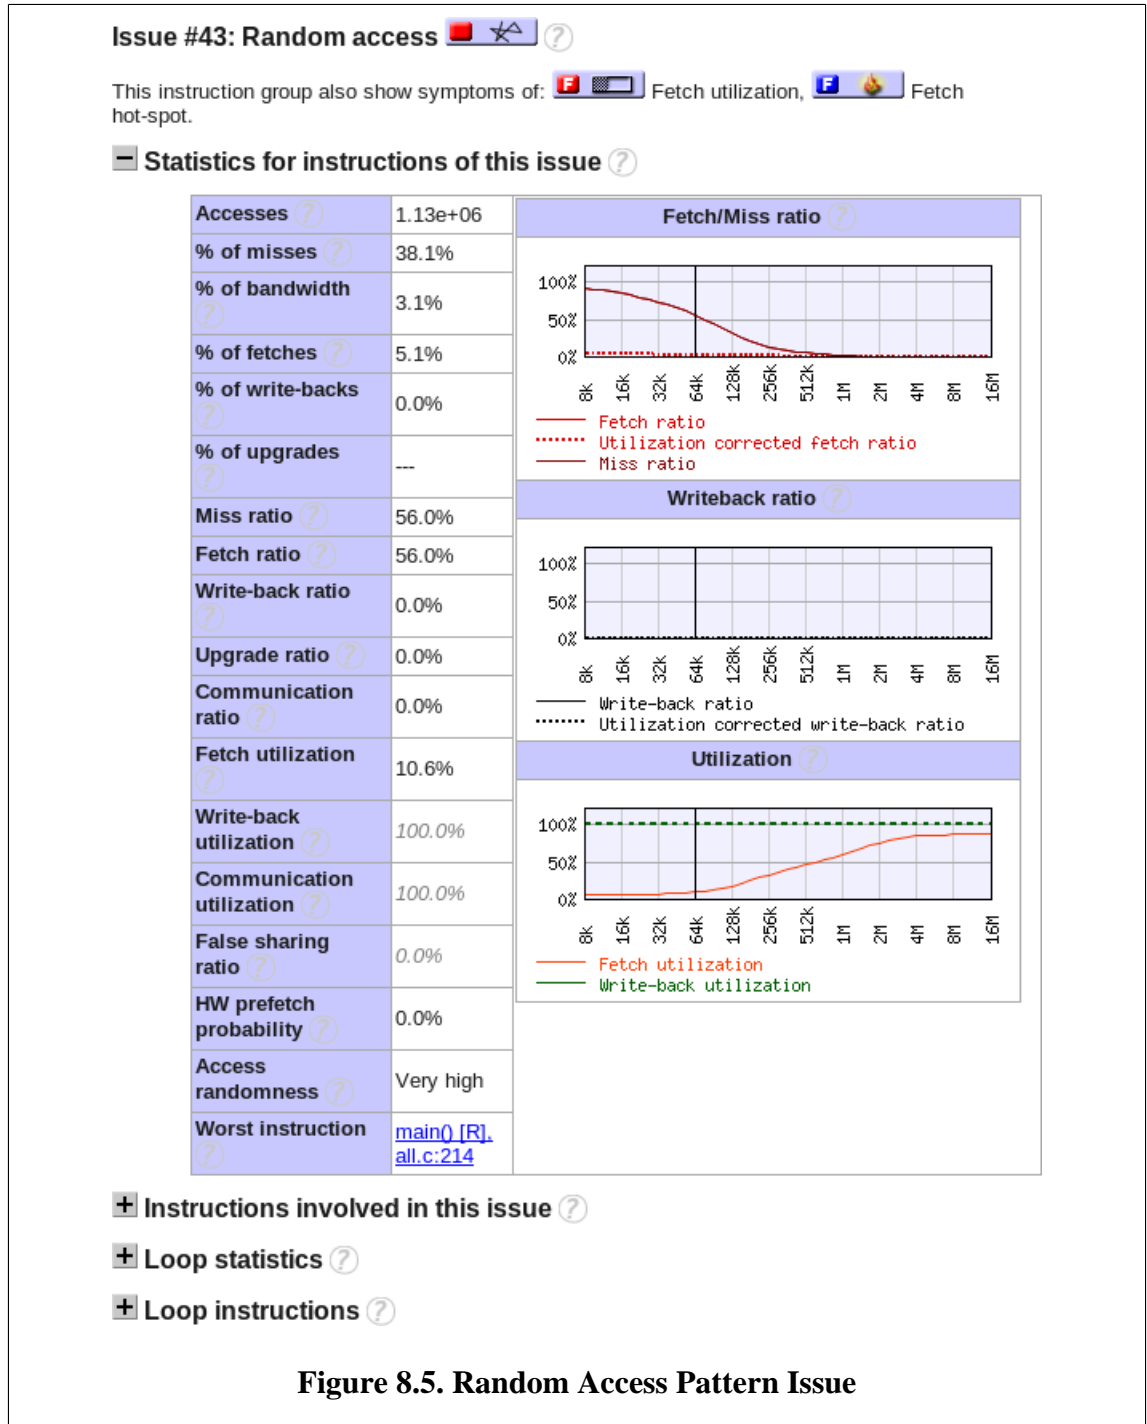 Issue #43: Random access ?
This instruction group also show symptoms of: F Fetch utilization, F Fetch
hot-spot.
Statistics for instructions of this issue ?
Accesses ? 1.13e+06
% of misses ? 38.1%
% of bandwidth
? 3.1%
% of fetches ? 5.1%
% of write-backs
? 0.0%
% of upgrades
? ---
Miss ratio ? 56.0%
Fetch ratio ? 56.0%
Write-back ratio
? 0.0%
Upgrade ratio ? 0.0%
Communication
ratio ? 0.0%
Fetch utilization
? 10.6%
Write-back
utilization ? 100.0%
Communication
utilization ? 100.0%
False sharing
ratio ? 0.0%
HW prefetch
probability ? 0.0%
Access
randomness ? Very high
Worst instruction
? main() [R],
all.c:214
Fetch/Miss ratio ?
100%
50%
0%
8k 16k 32k 64k 128k 256k 512k 1M 2M 4M 8M 16M
Fetch ratio
Utilization corrected fetch ratio
Miss ratio
Writeback ratio ?
100%
50%
0%
8k 16k 32k 64k 128k 256k 512k 1M 2M 4M 8M 16M
Write-back ratio
Utilization corrected write-back ratio
Utilization ?
100%
50%
0%
8k 16k 32k 64k 128k 256k 512k 1M 2M 4M 8M 16M
Fetch utilization
Write-back utilization
Instructions involved in this issue ?
Loop statistics ?
Loop instructions ?
Figure 8.5. Random Access Pattern Issue